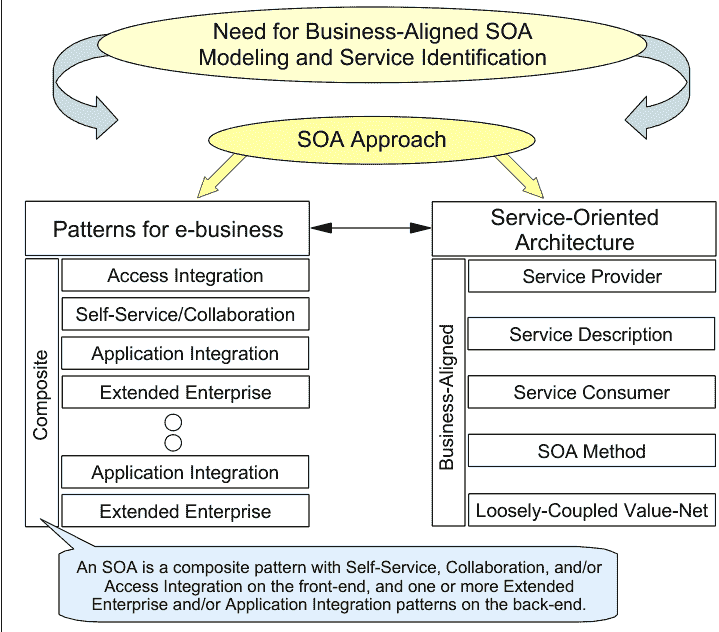 Need for Business-Aligned SOA
Modeling and Service Identification
SOA Approach
Patterns for e-business
Composite
Access Integration
Self-Service/Collaboration
Application Integration
Extended Enterprise
Application Integration
Extended Enterprise
Service-Oriented
Architecture
Business-Aligned
Service Provider
Service Description
Service Consumer
SOA Method
Loosely-Coupled Value-Net
An SOA is a composite pattern with Self-Service, Collaboration, and/or
Access Integration on the front-end, and one or more Extended
Enterprise and/or Application Integration patterns on the back-end.